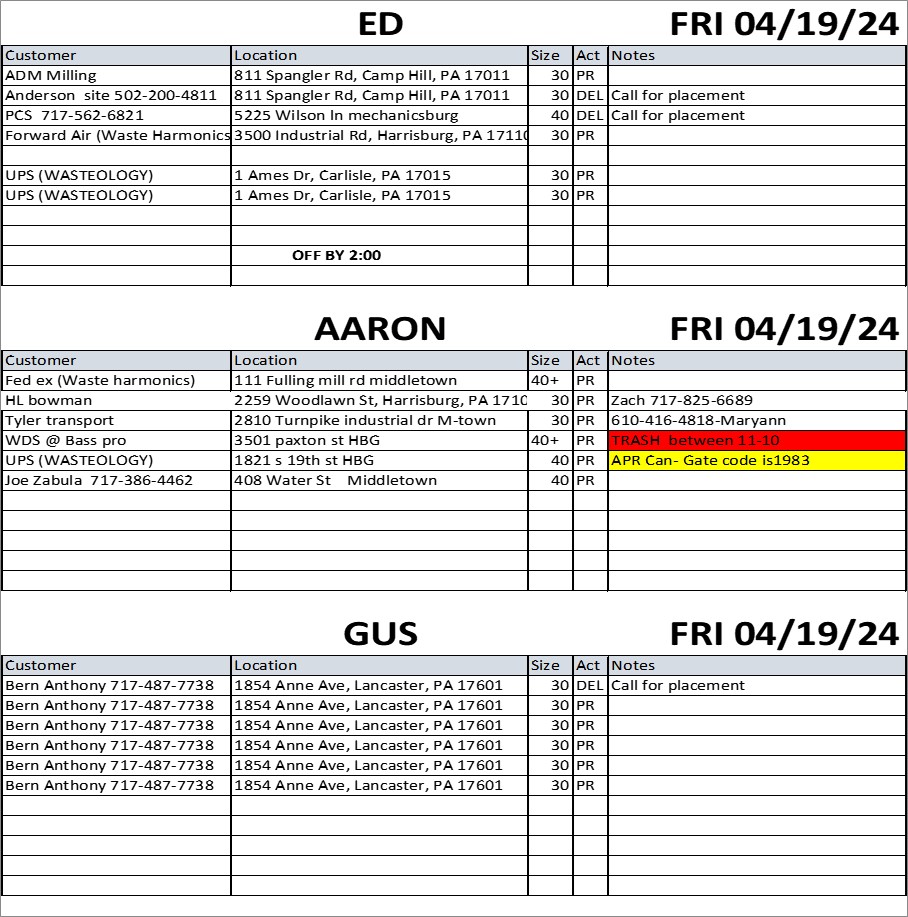 ED FRI 04/19/24
Customer Location Size Act Notes
ADM Milling 811 Spangler Rd, Camp Hill, PA 17011 30 PR
Anderson site 502-200-4811 811 Spangler Rd, Camp Hill, PA 17011 30 DEL Call for placement
PCS 717-562-6821 5225 Wilson ln mechanicsburg 40 DEL Call for placement
Forward Air (Waste Harmonics 3500 Industrial Rd, Harrisburg, PA 17110 30 PR
UPS (WASTEOLOGY) 1 Ames Dr, Carlisle, PA 17015 30 PR
UPS (WASTEOLOGY) 1 Ames Dr, Carlisle, PA 17015 30 PR
OFF BY 2:00
AARON FRI 04/19/24
Customer Location Size Act Notes
Fed ex (Waste harmonics) 111 Fulling mill rd middletown 40+ PR
HL bowman 2259 Woodlawn St, Harrisburg, PA 1710 30 PR Zach 717-825-6689
Tyler transport 2810 Turnpike industrial dr M-town 30 PR 610-416-4818-Maryann
WDS @ Bass pro 3501 paxton st HBG 40+ PR TRASH between 11-10
UPS (WASTEOLOGY) 1821 s 19th st HBG 40 PR APR Can- Gate code is1983
Joe Zabula 717-386-4462 408 Water St Middletown 40 PR
GUS FRI 04/19/24
Customer Location Size Act Notes
Bern Anthony 717-487-7738 1854 Anne Ave, Lancaster, PA 17601 30 DEL Call for placement
Bern Anthony 717-487-7738 1854 Anne Ave, Lancaster, PA 17601 30 PR
Bern Anthony 717-487-7738 1854 Anne Ave, Lancaster, PA 17601 30 PR
Bern Anthony 717-487-7738 1854 Anne Ave, Lancaster, PA 17601 30 PR
Bern Anthony 717-487-7738 1854 Anne Ave, Lancaster, PA 17601 30 PR
Bern Anthony 717-487-7738 1854 Anne Ave, Lancaster, PA 17601 30 PR